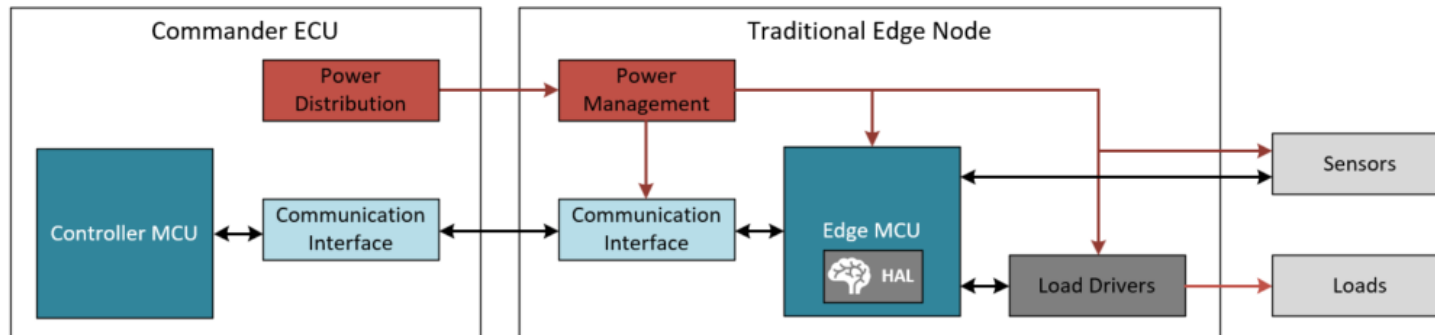 Commander ECU
Traditional Edge Node
Power
Distribution
Power
Management
Sensors
Controller MCU
Communication
Interface
Communication
Interface
Edge MCU
HAL
Load Drivers
Loads